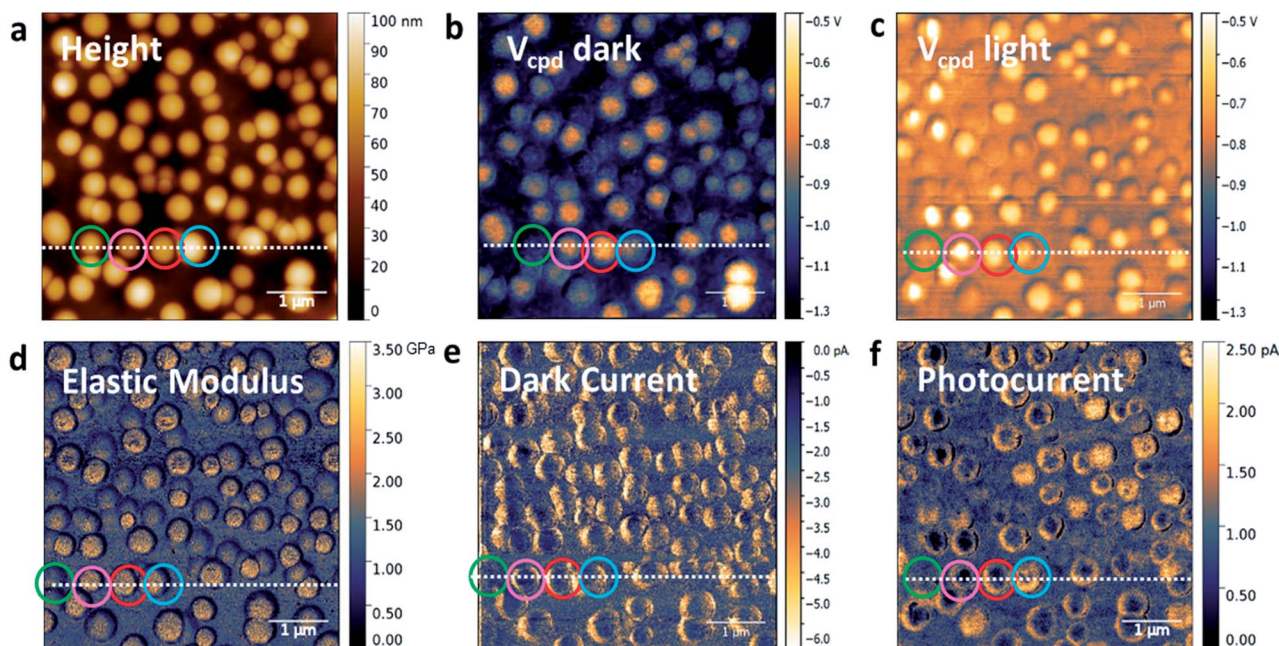 a
Height
100 nm
90
80
70
60
50
40
30
20
10
0
1 µm
b
Vcpd dark
−0.5 V
−0.6
−0.7
−0.8
−0.9
−1.0
−1.1
−1.3
1 µm
c
Vcpd light
−0.5 V
−0.6
−0.7
−0.8
−0.9
−1.0
−1.1
−1.3
1 µm
d
Elastic Modulus
3.50 GPa
3.00
2.50
2.00
1.50
1.00
0.50
0.00
1 µm
e
Dark Current
0.0 pA
−0.5
−1.0
−1.5
−2.0
−2.5
−3.0
−3.5
−4.0
−4.5
−5.0
−6.0
1 µm
f
Photocurrent
2.50 pA
2.00
1.50
1.00
0.50
0.00
1 µm